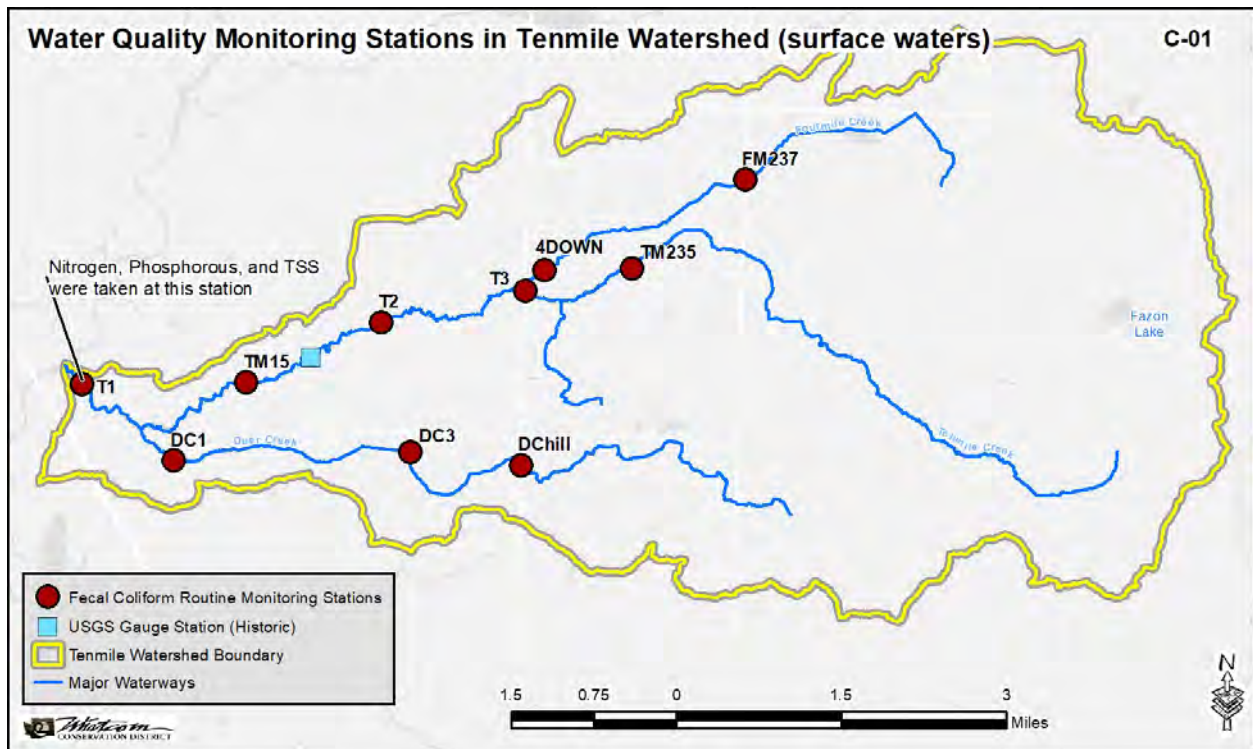 Water Quality Monitoring Stations in Tenmile Watershed (surface waters)
C-01
Fourmile Creek
FM237
4DOWN
TM235
Nitrogen, Phosphorous, and TSS
were taken at this station
T3
T2
Fazon
Lake
TM15
T1
DC1
Deer Creek
DC3
DChill
Tenmile Creek
Fecal Coliform Routine Monitoring Stations
USGS Gauge Station (Historic)
Tenmile Watershed Boundary
Major Waterways
1.5 0.75 0 1.5 3
Miles
N
Whatcom
CONSERVATION DISTRICT